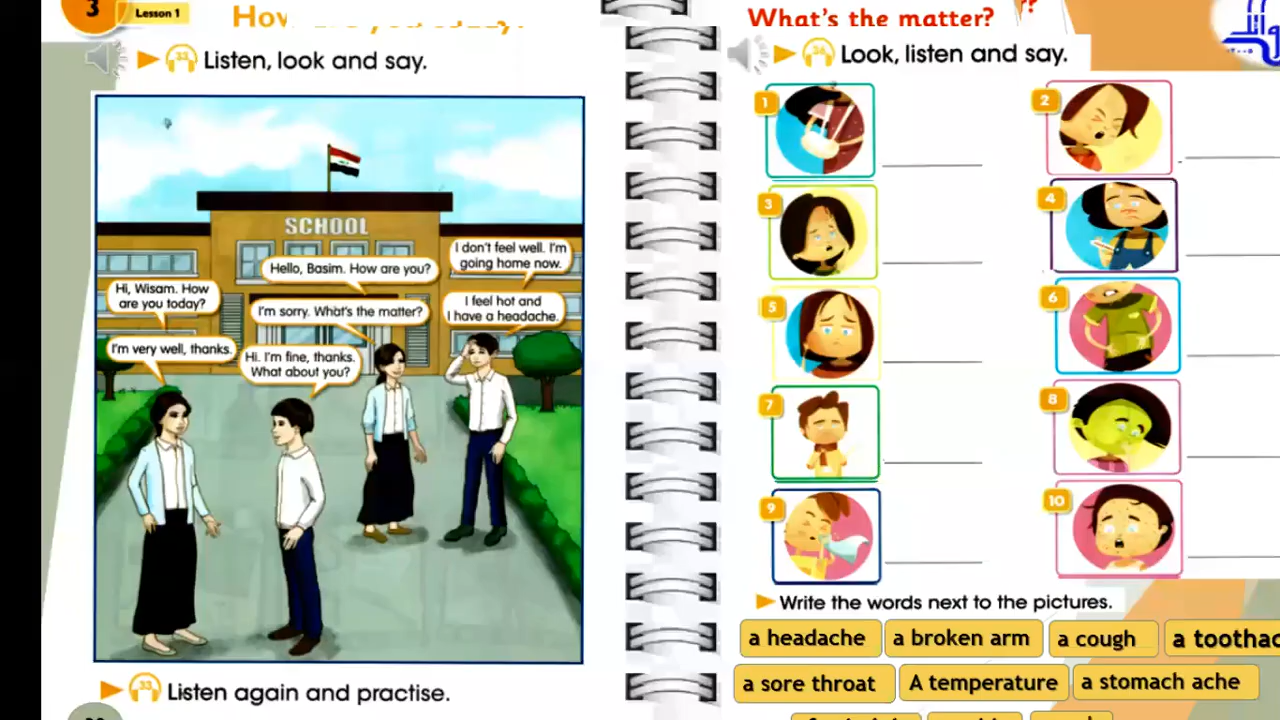 3
Lesson 1
How
33 Listen, look and say.
SCHOOL
Hi, Wisam. How
are you today?
I'm very well, thanks.
Hello, Basim. How are you?
I'm sorry. What's the matter?
Hi. I'm fine, thanks.
What about you?
I don't feel well. I'm
going home now.
I feel hot and
I have a headache.
33 Listen again and practise.
What's the matter?
Look, listen and say.
1
2
3
4
5
6
7
8
9
10
Write the words next to the pictures.
a headache
a broken arm
a cough
a toothac
a sore throat
A temperature
a stomach ache